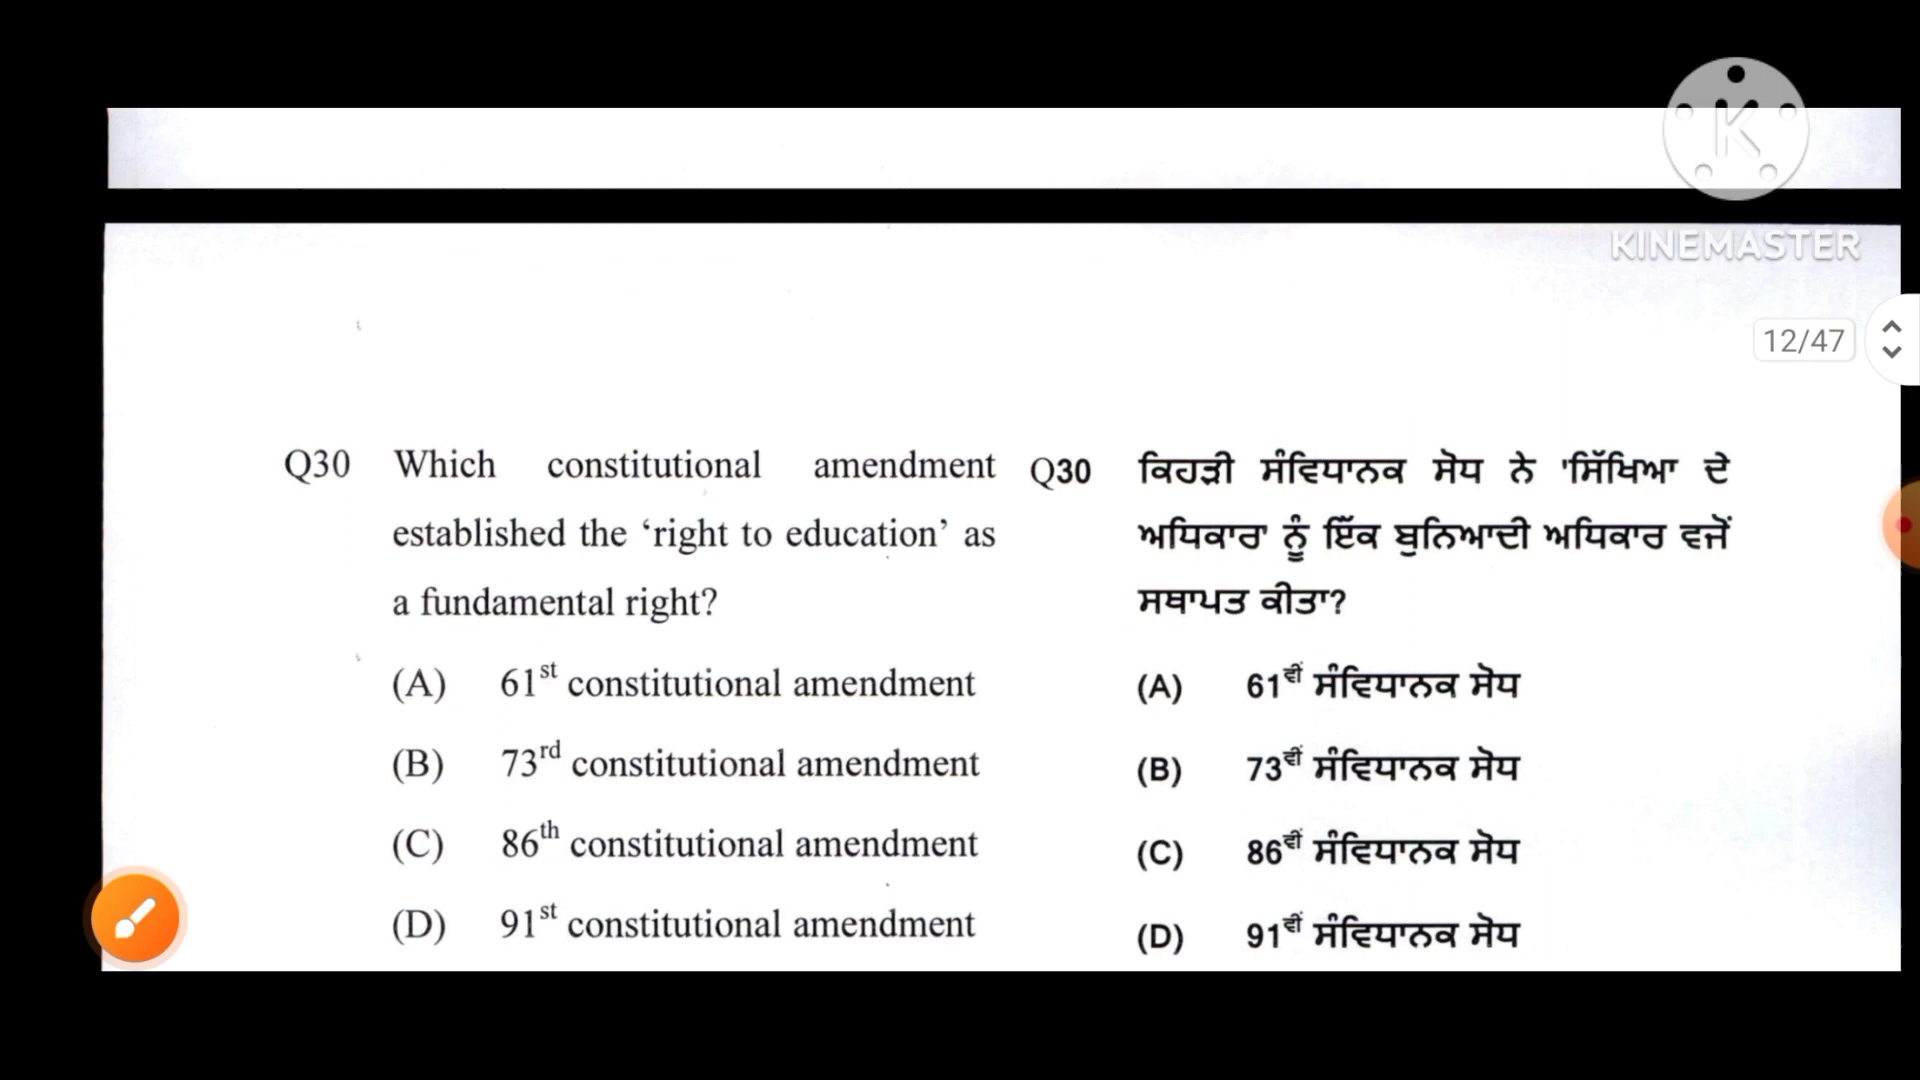 K
KINEMASTER
12/47
Q30 Which constitutional amendment
established the ‘right to education’ as
a fundamental right?
(A) 61st constitutional amendment
(B) 73rd constitutional amendment
(C) 86th constitutional amendment
(D) 91st constitutional amendment
Q30 ਕਿਹੜੀ ਸੰਵਿਧਾਨਕ ਸੋਧ ਨੇ 'ਸਿੱਖਿਆ ਦੇ
ਅਧਿਕਾਰ' ਨੂੰ ਇੱਕ ਬੁਨਿਆਦੀ ਅਧਿਕਾਰ ਵਜੋਂ
ਸਥਾਪਤ ਕੀਤਾ?
(A) 61ਵੀਂ ਸੰਵਿਧਾਨਕ ਸੋਧ
(B) 73ਵੀਂ ਸੰਵਿਧਾਨਕ ਸੋਧ
(C) 86ਵੀਂ ਸੰਵਿਧਾਨਕ ਸੋਧ
(D) 91ਵੀਂ ਸੰਵਿਧਾਨਕ ਸੋਧ